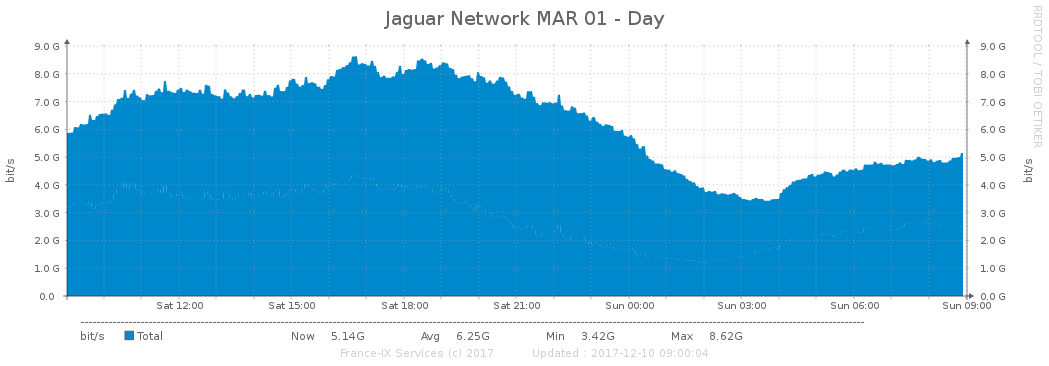 Jaguar Network MAR 01 - Day
RRDTOOL / TOBI OETIKER
9.0 G 9.0 G
8.0 G 8.0 G
7.0 G 7.0 G
6.0 G 6.0 G
5.0 G 5.0 G
4.0 G 4.0 G
3.0 G 3.0 G
2.0 G 2.0 G
1.0 G 1.0 G
0.0 0.0 G
bit/s
bit/s
Sat 12:00 Sat 15:00 Sat 18:00 Sat 21:00 Sun 00:00 Sun 03:00 Sun 06:00 Sun 09:00
bit/s Total Now 5.14G Avg 6.25G Min 3.42G Max 8.62G
France-IX Services (c) 2017 Updated : 2017-12-10 09:00:04